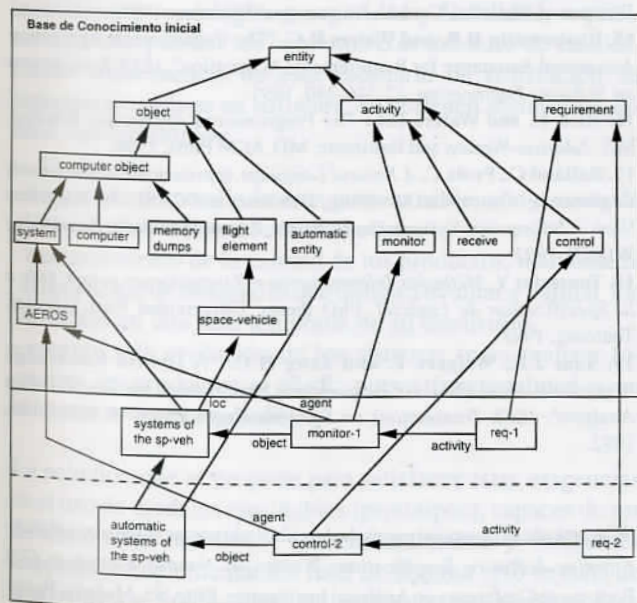 Base de Conocimiento inicial
entity
object
activity
requirement
computer object
system
computer
memory
dumps
flight
element
automatic
entity
monitor
receive
control
AEROS
space-vehicle
loc
agent
systems
of the sp-veh
object
monitor-1
activity
req-1
automatic
systems of
the sp-veh
agent
object
control-2
activity
req-2